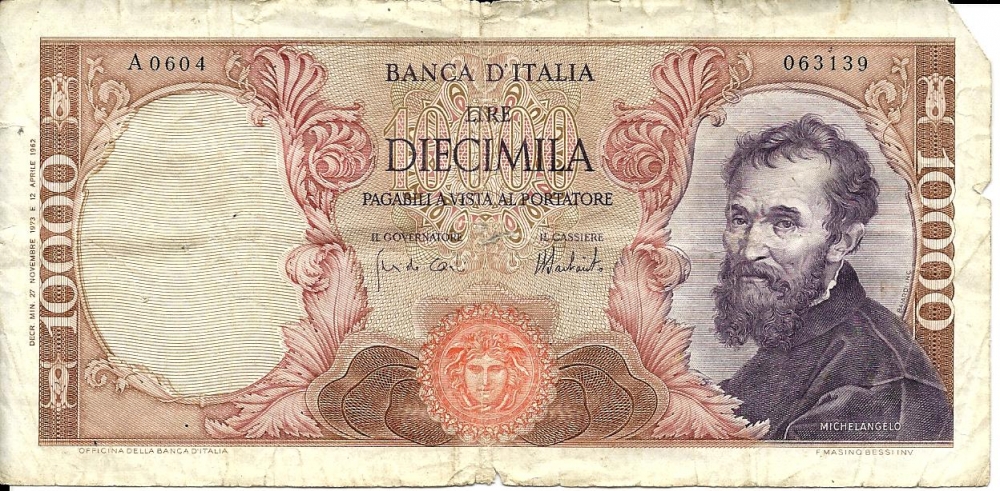 A 0604
063139
BANCA D'ITALIA
LIRE
10000
DIECIMILA
PAGABILI A VISTA AL PORTATORE
IL GOVERNATORE
IL CASSIERE
10000
10000
DECR. MIN. 27 NOVEMBRE 1973 E 12 APRILE 1962
MICHELANGELO
OFFICINA DELLA BANCA D'ITALIA
F. MASINO BESSI INV.